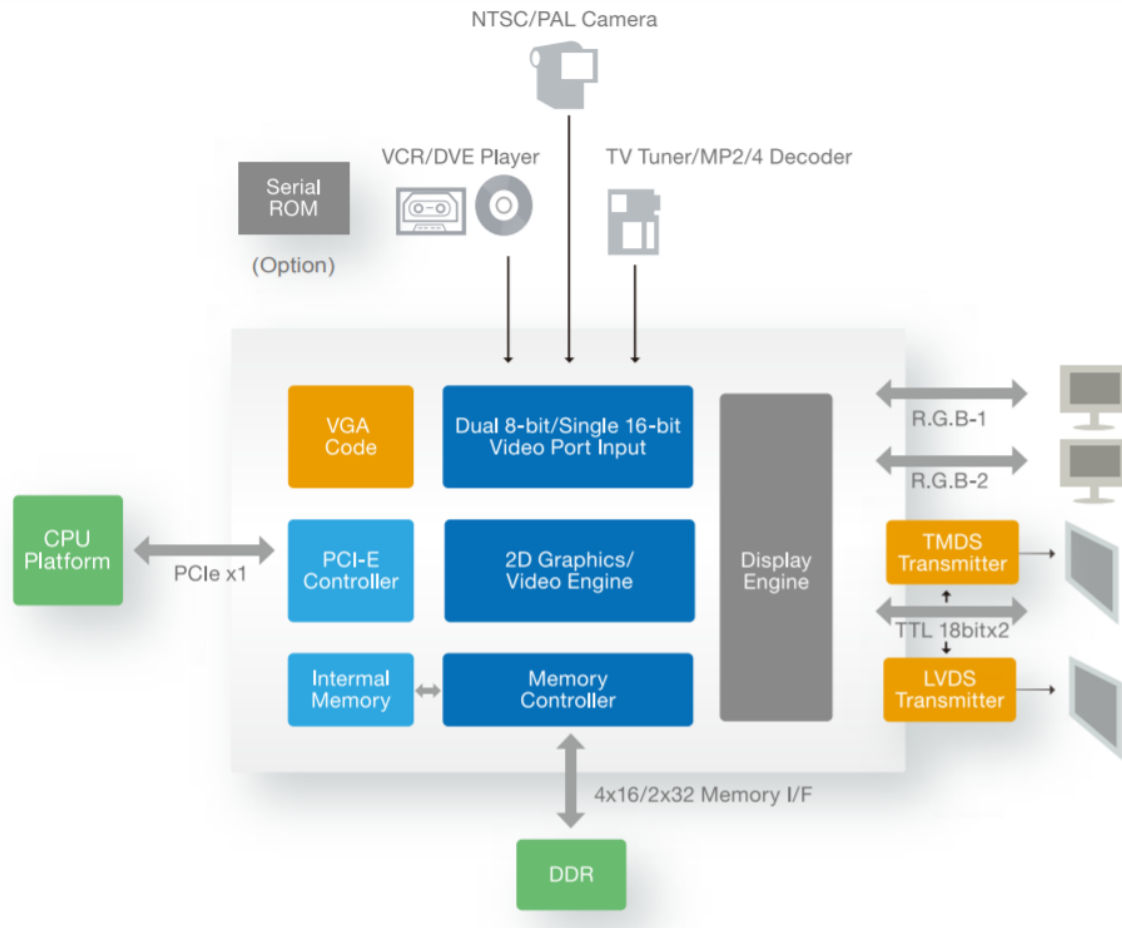 NTSC/PAL Camera
VCR/DVE Player
TV Tuner/MP2/4 Decoder
Serial
ROM
(Option)
VGA
Code
Dual 8-bit/Single 16-bit
Video Port Input
R.G.B-1
R.G.B-2
CPU
Platform
PCIe x1
PCI-E
Controller
2D Graphics/
Video Engine
Display
Engine
TMDS
Transmitter
TTL 18bitx2
Intermal
Memory
Memory
Controller
LVDS
Transmitter
4x16/2x32 Memory I/F
DDR